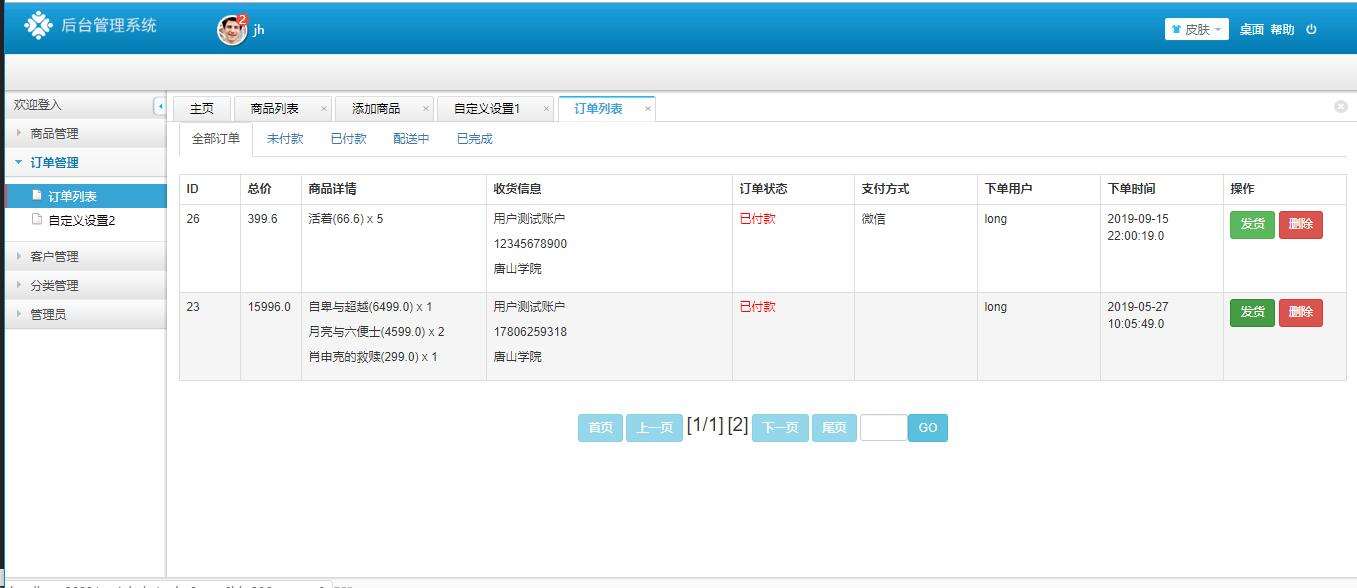 后台管理系统
2
jh
皮肤
桌面 帮助
欢迎登入
商品管理
订单管理
订单列表
自定义设置2
客户管理
分类管理
管理员
主页 商品列表 × 添加商品 × 自定义设置1 × 订单列表 ×
全部订单 未付款 已付款 配送中 已完成
ID 总价 商品详情 收货信息 订单状态 支付方式 下单用户 下单时间 操作
26 399.6 活着(66.6) x 5 用户测试账户 已付款 微信 long 2019-09-15 发货 删除
22:00:19.0
12345678900
唐山学院
23 15996.0 自卑与超越(6499.0) x 1 用户测试账户 已付款 long 2019-05-27 发货 删除
10:05:49.0
月亮与六便士(4599.0) x 2 17806259318
肖申克的救赎(299.0) x 1 唐山学院
首页 上一页 [1/1] [2] 下一页 尾页 GO